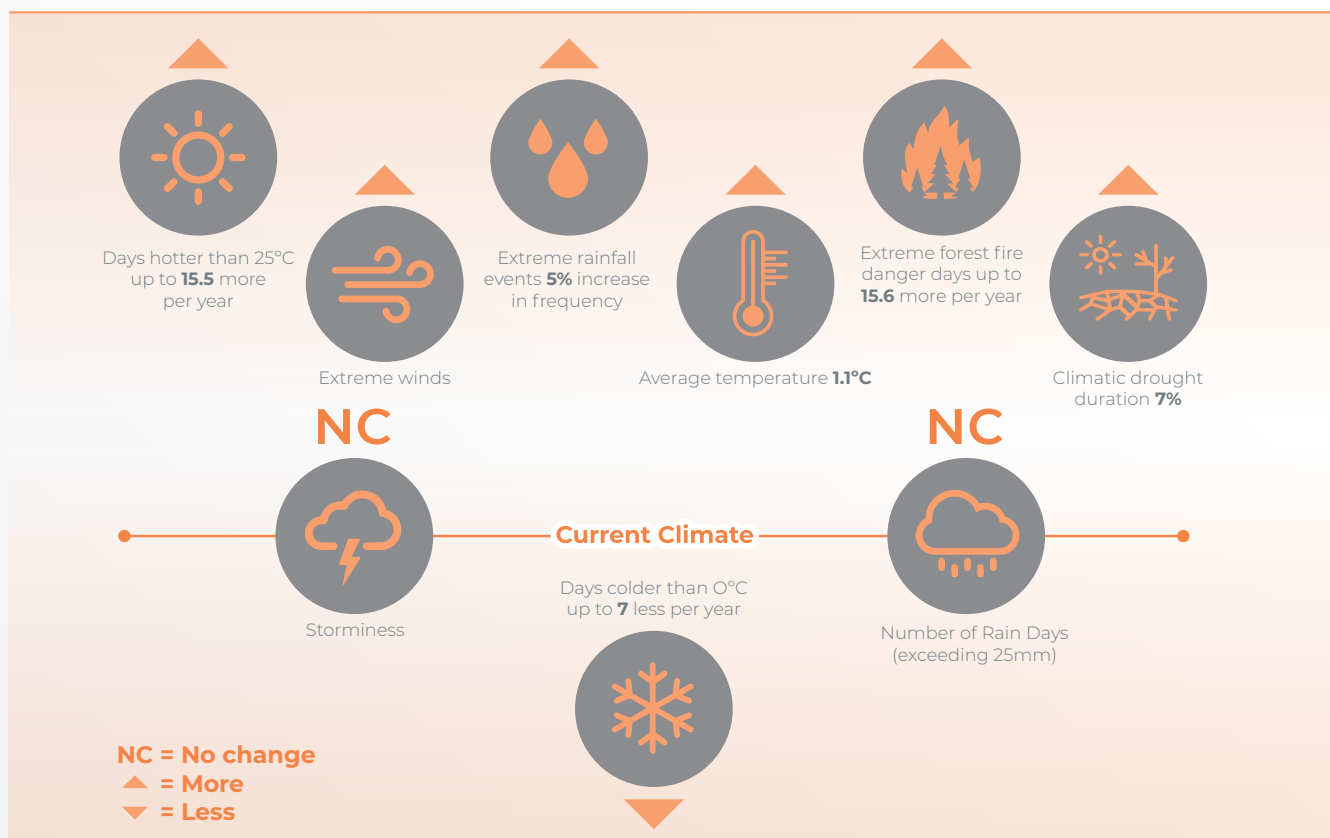 Days hotter than 25ºC
up to 15.5 more
per year
Extreme winds
Extreme rainfall
events 5% increase
in frequency
Average temperature 1.1ºC
Extreme forest fire
danger days up to
15.6 more per year
Climatic drought
duration 7%
NC
NC
Current Climate
Storminess
Days colder than OºC
up to 7 less per year
Number of Rain Days
(exceeding 25mm)
NC = No change
= More
= Less